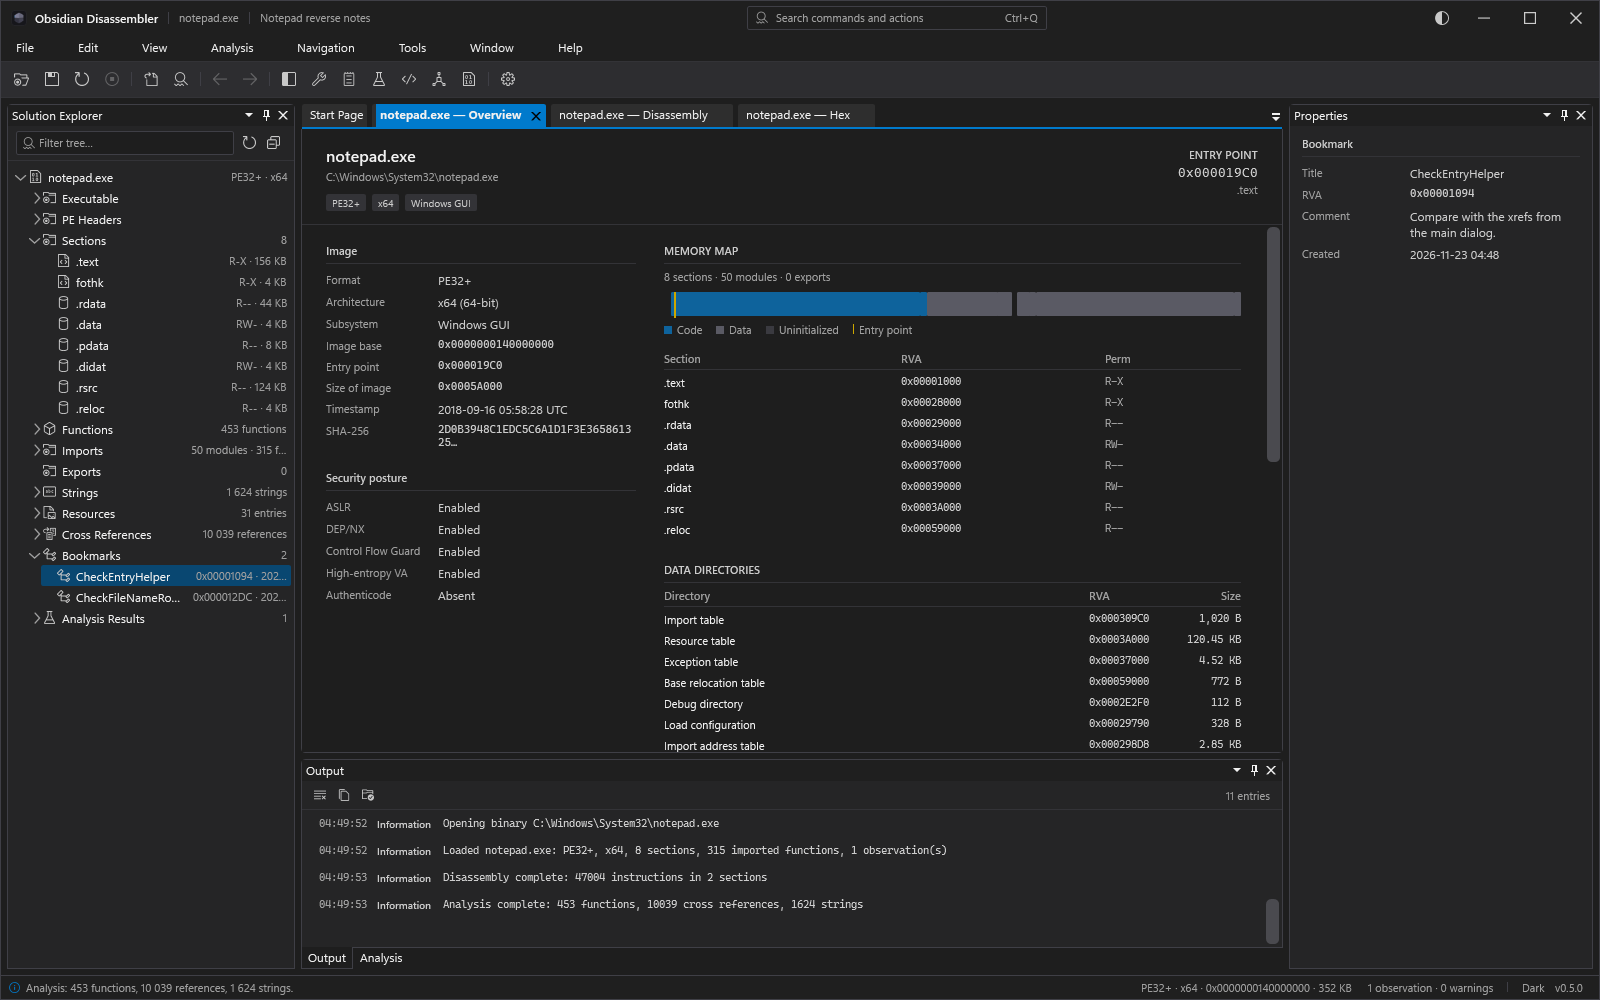 Obsidian Disassembler | notepad.exe | Notepad reverse notes
Search commands and actions Ctrl+Q
File Edit View Analysis Navigation Tools Window Help
Solution Explorer
Filter tree...
notepad.exe PE32+ · x64
Executable
PE Headers
Sections 8
.text R-X · 156 KB
fothk R-X · 4 KB
.rdata R-- · 44 KB
.data RW- · 4 KB
.pdata R-- · 8 KB
.didat RW- · 4 KB
.rsrc R-- · 124 KB
.reloc R-- · 4 KB
Functions 453 functions
Imports 50 modules · 315 f...
Exports 0
Strings 1 624 strings
Resources 31 entries
Cross References 10 039 references
Bookmarks 2
CheckEntryHelper 0x00001094 · 202...
CheckFileNameRo... 0x000012DC · 202...
Analysis Results 1
Start Page
notepad.exe — Overview
notepad.exe — Disassembly
notepad.exe — Hex
notepad.exe
C:\Windows\System32\notepad.exe
PE32+ x64 Windows GUI
ENTRY POINT
0x000019C0
.text
Image
Format PE32+
Architecture x64 (64-bit)
Subsystem Windows GUI
Image base 0x0000000140000000
Entry point 0x000019C0
Size of image 0x0005A000
Timestamp 2018-09-16 05:58:28 UTC
SHA-256 2D0B3948C1EDC5C6A1D1F3E3658613
25…
Security posture
ASLR Enabled
DEP/NX Enabled
Control Flow Guard Enabled
High-entropy VA Enabled
Authenticode Absent
MEMORY MAP
8 sections · 50 modules · 0 exports
Code Data Uninitialized Entry point
Section RVA Perm
.text 0x00001000 R-X
fothk 0x00028000 R-X
.rdata 0x00029000 R--
.data 0x00034000 RW-
.pdata 0x00037000 R--
.didat 0x00039000 RW-
.rsrc 0x0003A000 R--
.reloc 0x00059000 R--
DATA DIRECTORIES
Directory RVA Size
Import table 0x000309C0 1,020 B
Resource table 0x0003A000 120.45 KB
Exception table 0x00037000 4.52 KB
Base relocation table 0x00059000 772 B
Debug directory 0x0002E2F0 112 B
Load configuration 0x00029790 328 B
Import address table 0x000298D8 2.85 KB
Output
11 entries
04:49:52 Information Opening binary C:\Windows\System32\notepad.exe
04:49:52 Information Loaded notepad.exe: PE32+, x64, 8 sections, 315 imported functions, 1 observation(s)
04:49:53 Information Disassembly complete: 47004 instructions in 2 sections
04:49:53 Information Analysis complete: 453 functions, 10039 cross references, 1624 strings
Output Analysis
Properties
Bookmark
Title CheckEntryHelper
RVA 0x00001094
Comment Compare with the xrefs from
the main dialog.
Created 2026-11-23 04:48
Analysis: 453 functions, 10 039 references, 1 624 strings.
PE32+ · x64 · 0x0000000140000000 · 352 KB 1 observation · 0 warnings Dark v0.5.0